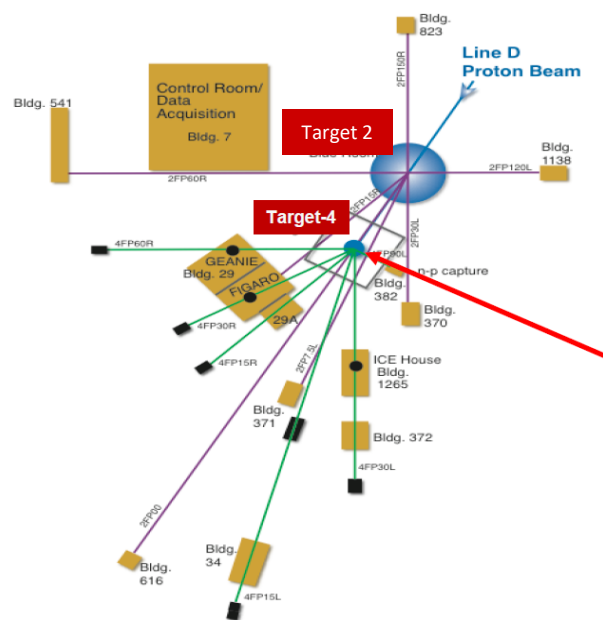 Bldg.
823
Line D
Proton Beam
2FP150R
Control Room/
Data
Acquisition
Bldg. 7
Bldg. 541
Target 2
Bldg.
1138
2FP60R
2FP120L
2FP15R
2FP30L
Target-4
4FP60R
GEANIE
Bldg. 29
FIGARO
29A
n-p capture
Bldg.
382
370
4FP30R
4FP15R
2FP7.5L
ICE House
Bldg.
1265
Bldg.
371
Bldg. 372
4FP30L
2FP00
Bldg.
34
Bldg.
616
4FP15L